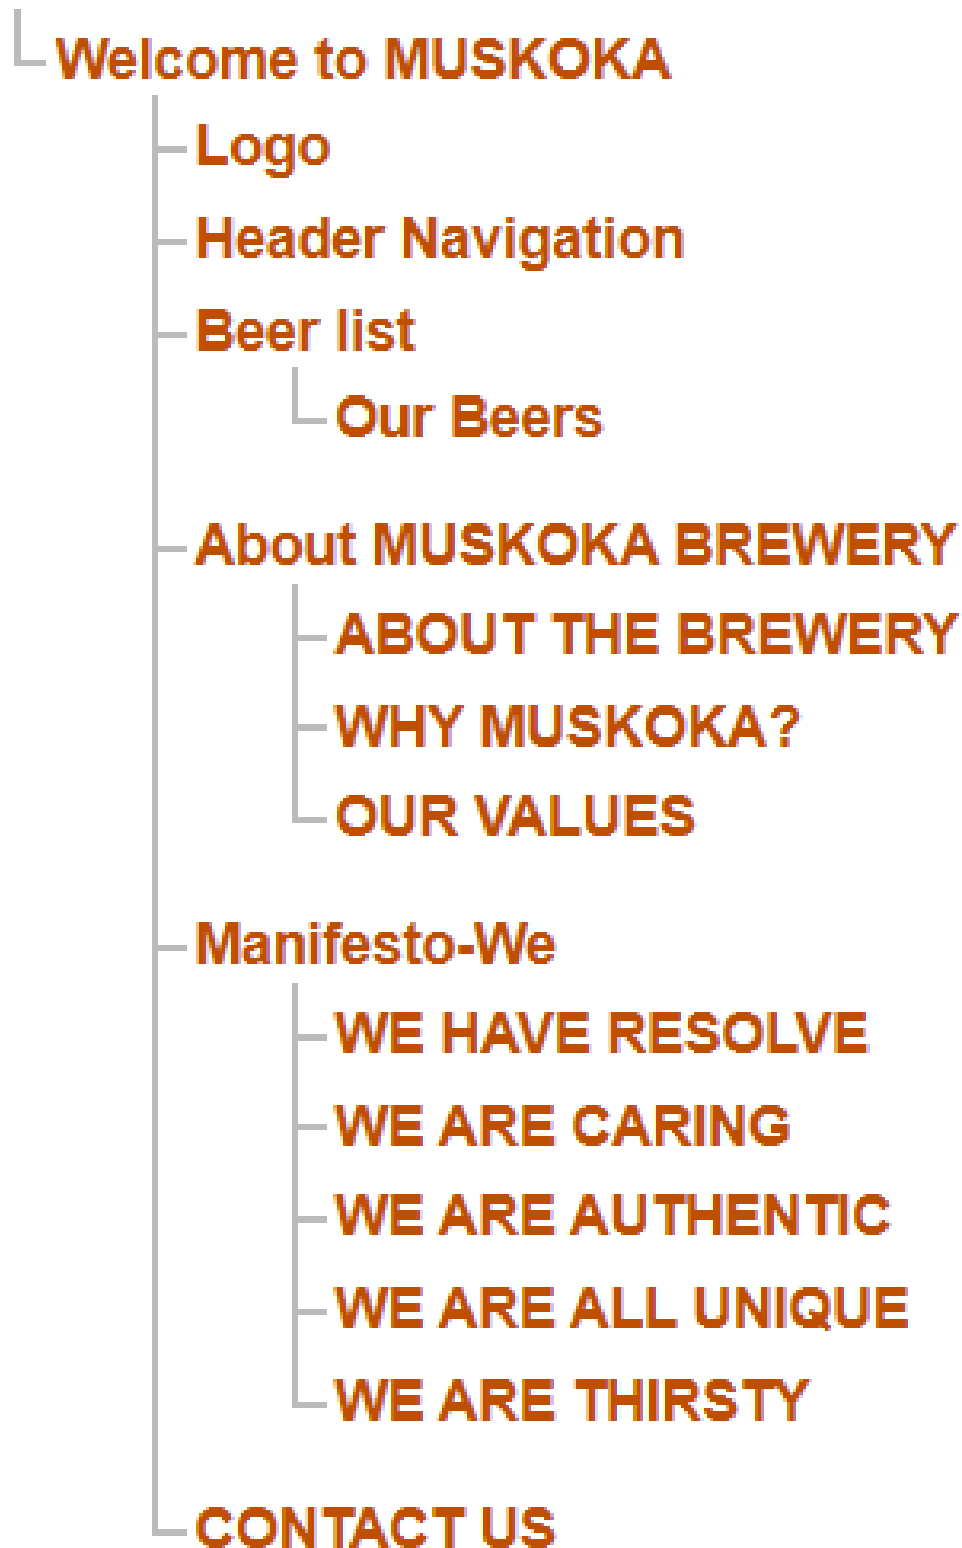 Welcome to MUSKOKA
Logo
Header Navigation
Beer list
Our Beers
About MUSKOKA BREWERY
ABOUT THE BREWERY
WHY MUSKOKA?
OUR VALUES
Manifesto-We
WE HAVE RESOLVE
WE ARE CARING
WE ARE AUTHENTIC
WE ARE ALL UNIQUE
WE ARE THIRSTY
CONTACT US